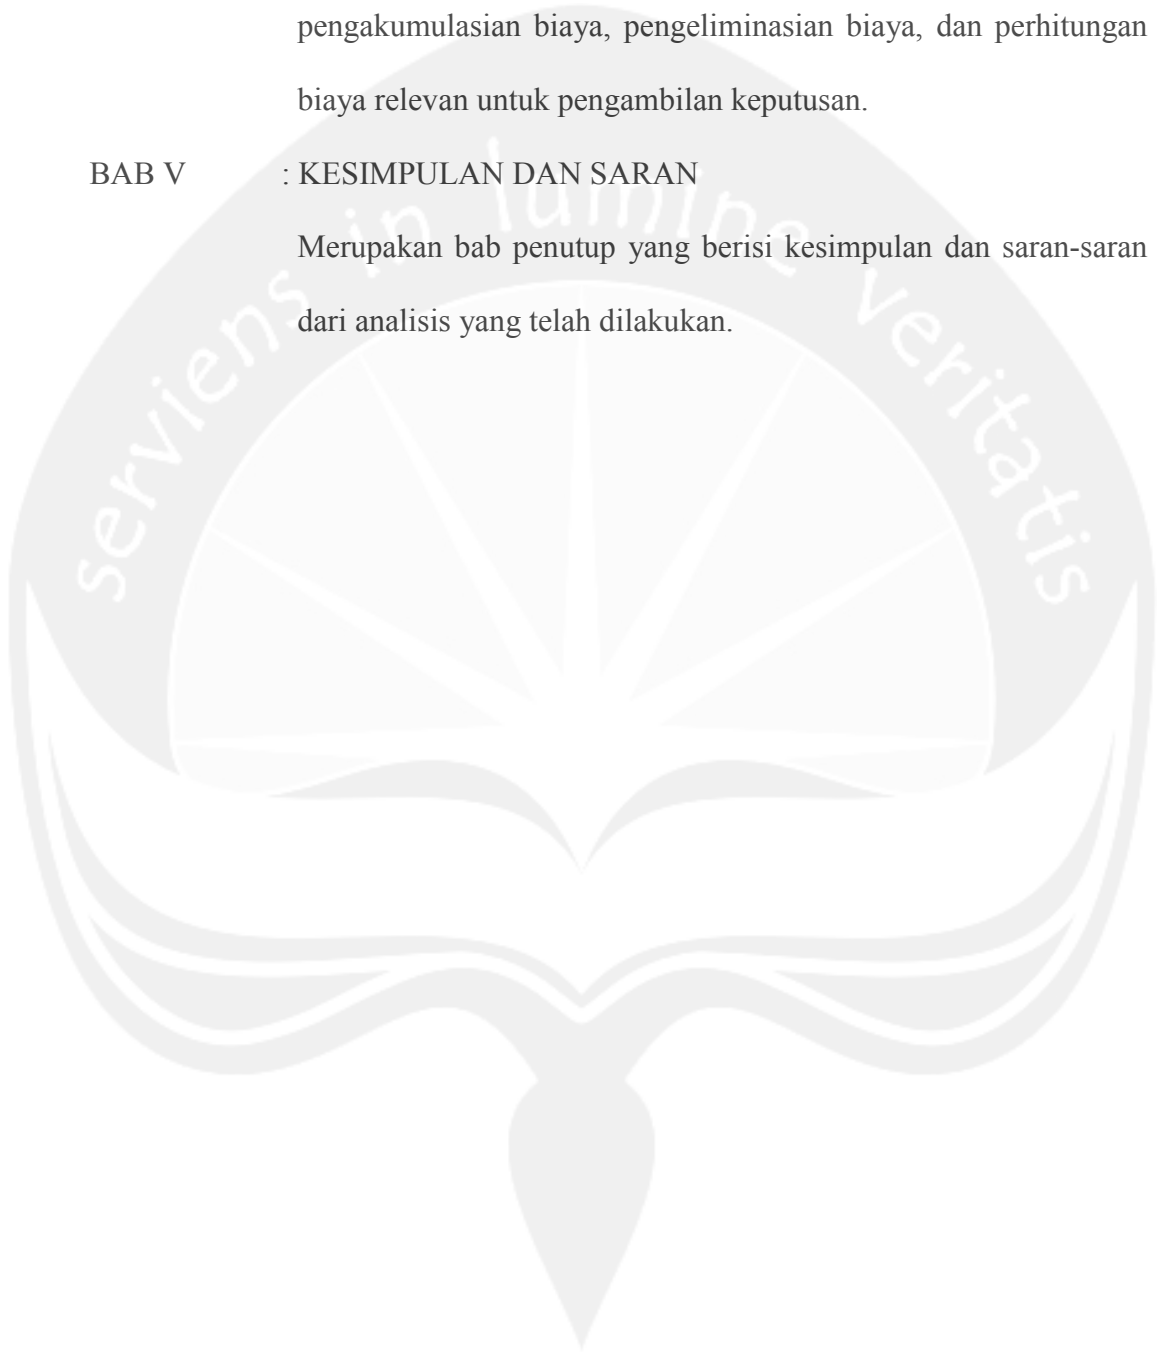 pengakumulasian biaya, pengeliminasian biaya, dan perhitungan
biaya relevan untuk pengambilan keputusan.
BAB V : KESIMPULAN DAN SARAN
Merupakan bab penutup yang berisi kesimpulan dan saran-saran
dari analisis yang telah dilakukan.
serviens in lumine veritatis